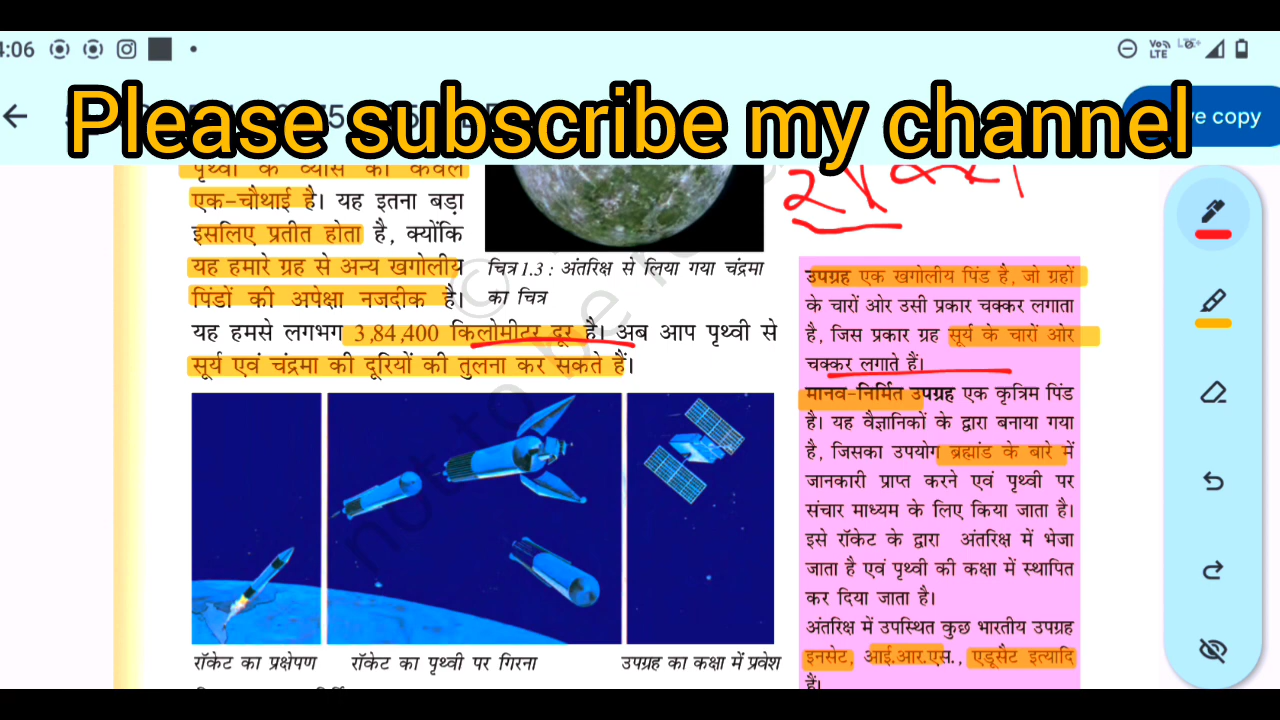 4:06
Vo LTE
Please subscribe my channel
copy
पृथ्वी के व्यास का केवल
एक-चौथाई है। यह इतना बड़ा
इसलिए प्रतीत होता है, क्योंकि
यह हमारे ग्रह से अन्य खगोलीय
पिंडों की अपेक्षा नजदीक है।
यह हमसे लगभग 3,84,400 किलोमीटर दूर है। अब आप पृथ्वी से
सूर्य एवं चंद्रमा की दूरियों की तुलना कर सकते हैं।
चित्र 1.3 : अंतरिक्ष से लिया गया चंद्रमा
का चित्र
रॉकेट का प्रक्षेपण
रॉकेट का पृथ्वी पर गिरना
उपग्रह का कक्षा में प्रवेश
उपग्रह एक खगोलीय पिंड है, जो ग्रहों
के चारों ओर उसी प्रकार चक्कर लगाता
है, जिस प्रकार ग्रह सूर्य के चारों ओर
चक्कर लगाते हैं।
मानव-निर्मित उपग्रह एक कृत्रिम पिंड
है। यह वैज्ञानिकों के द्वारा बनाया गया
है, जिसका उपयोग ब्रह्मांड के बारे में
जानकारी प्राप्त करने एवं पृथ्वी पर
संचार माध्यम के लिए किया जाता है।
इसे रॉकेट के द्वारा अंतरिक्ष में भेजा
जाता है एवं पृथ्वी की कक्षा में स्थापित
कर दिया जाता है।
अंतरिक्ष में उपस्थित कुछ भारतीय उपग्रह
इनसेट, आई.आर.एस., एडूसैट इत्यादि
हैं।
not to be